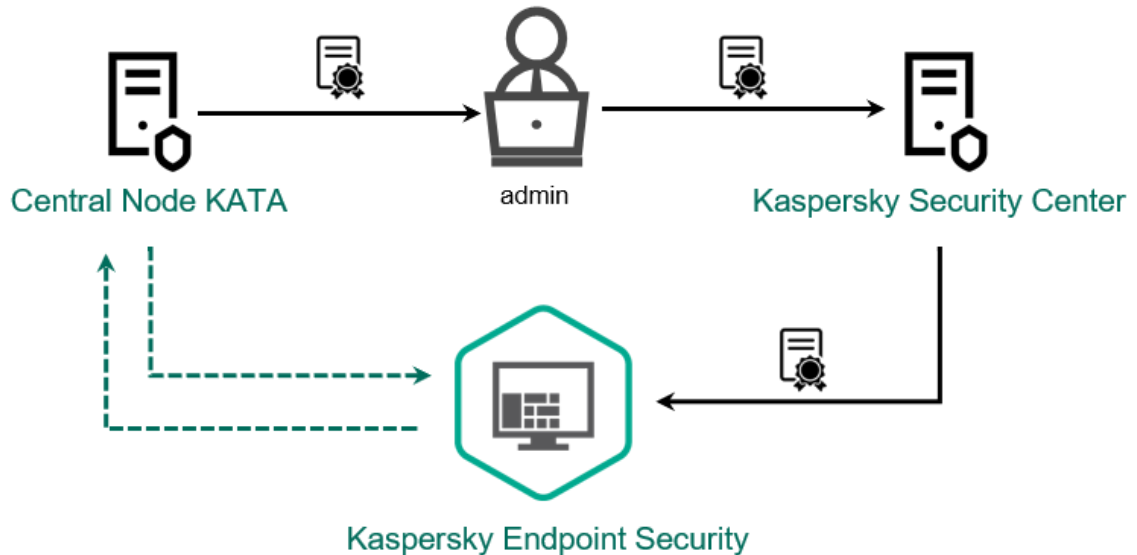 admin
Central Node KATA
Kaspersky Security Center
Kaspersky Endpoint Security